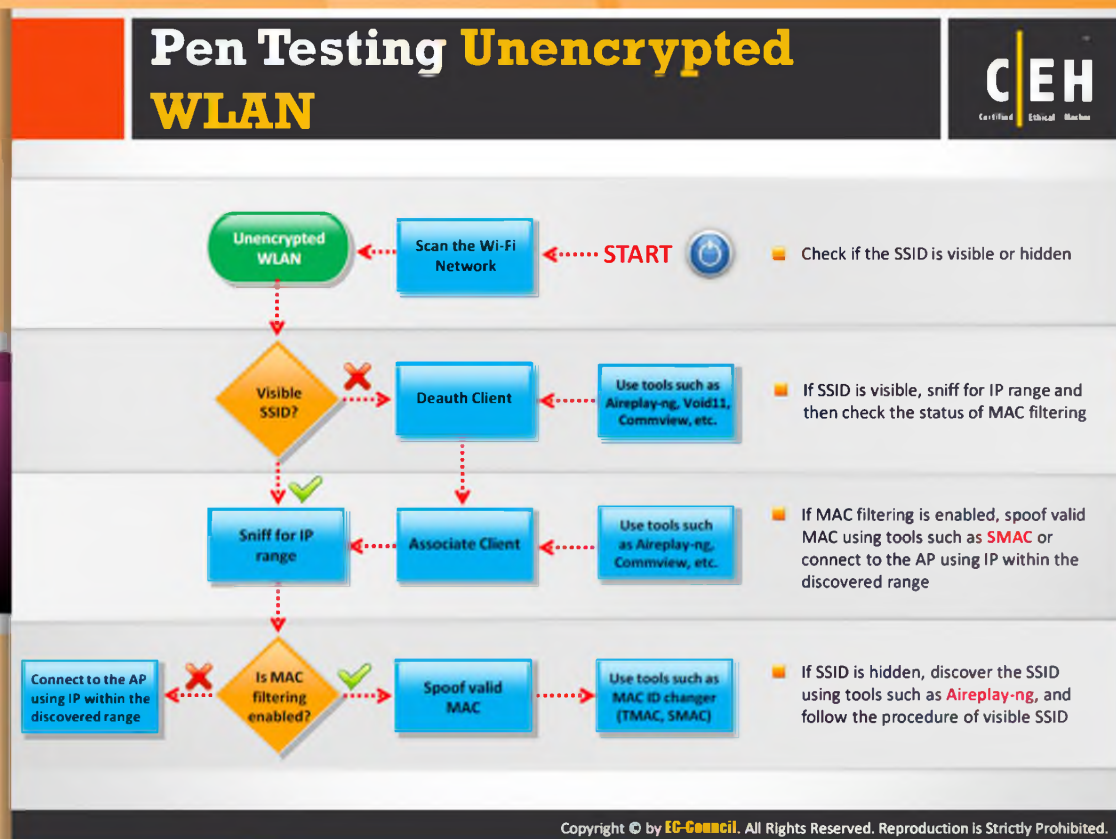 Pen Testing Unencrypted
WLAN
C|EH
Certified Ethical Hacker
Unencrypted
WLAN
Scan the Wi-Fi
Network
START
Check if the SSID is visible or hidden
Visible
SSID?
Deauth Client
Use tools such as
Aireplay-ng, Void11,
Commview, etc.
If SSID is visible, sniff for IP range and
then check the status of MAC filtering
Sniff for IP
range
Associate Client
Use tools such
as Aireplay-ng,
Commview, etc.
If MAC filtering is enabled, spoof valid
MAC using tools such as SMAC or
connect to the AP using IP within the
discovered range
Connect to the AP
using IP within the
discovered range
Is MAC
filtering
enabled?
Spoof valid
MAC
Use tools such as
MAC ID changer
(TMAC, SMAC)
If SSID is hidden, discover the SSID
using tools such as Aireplay-ng, and
follow the procedure of visible SSID
Copyright © by EC-Council. All Rights Reserved. Reproduction is Strictly Prohibited.